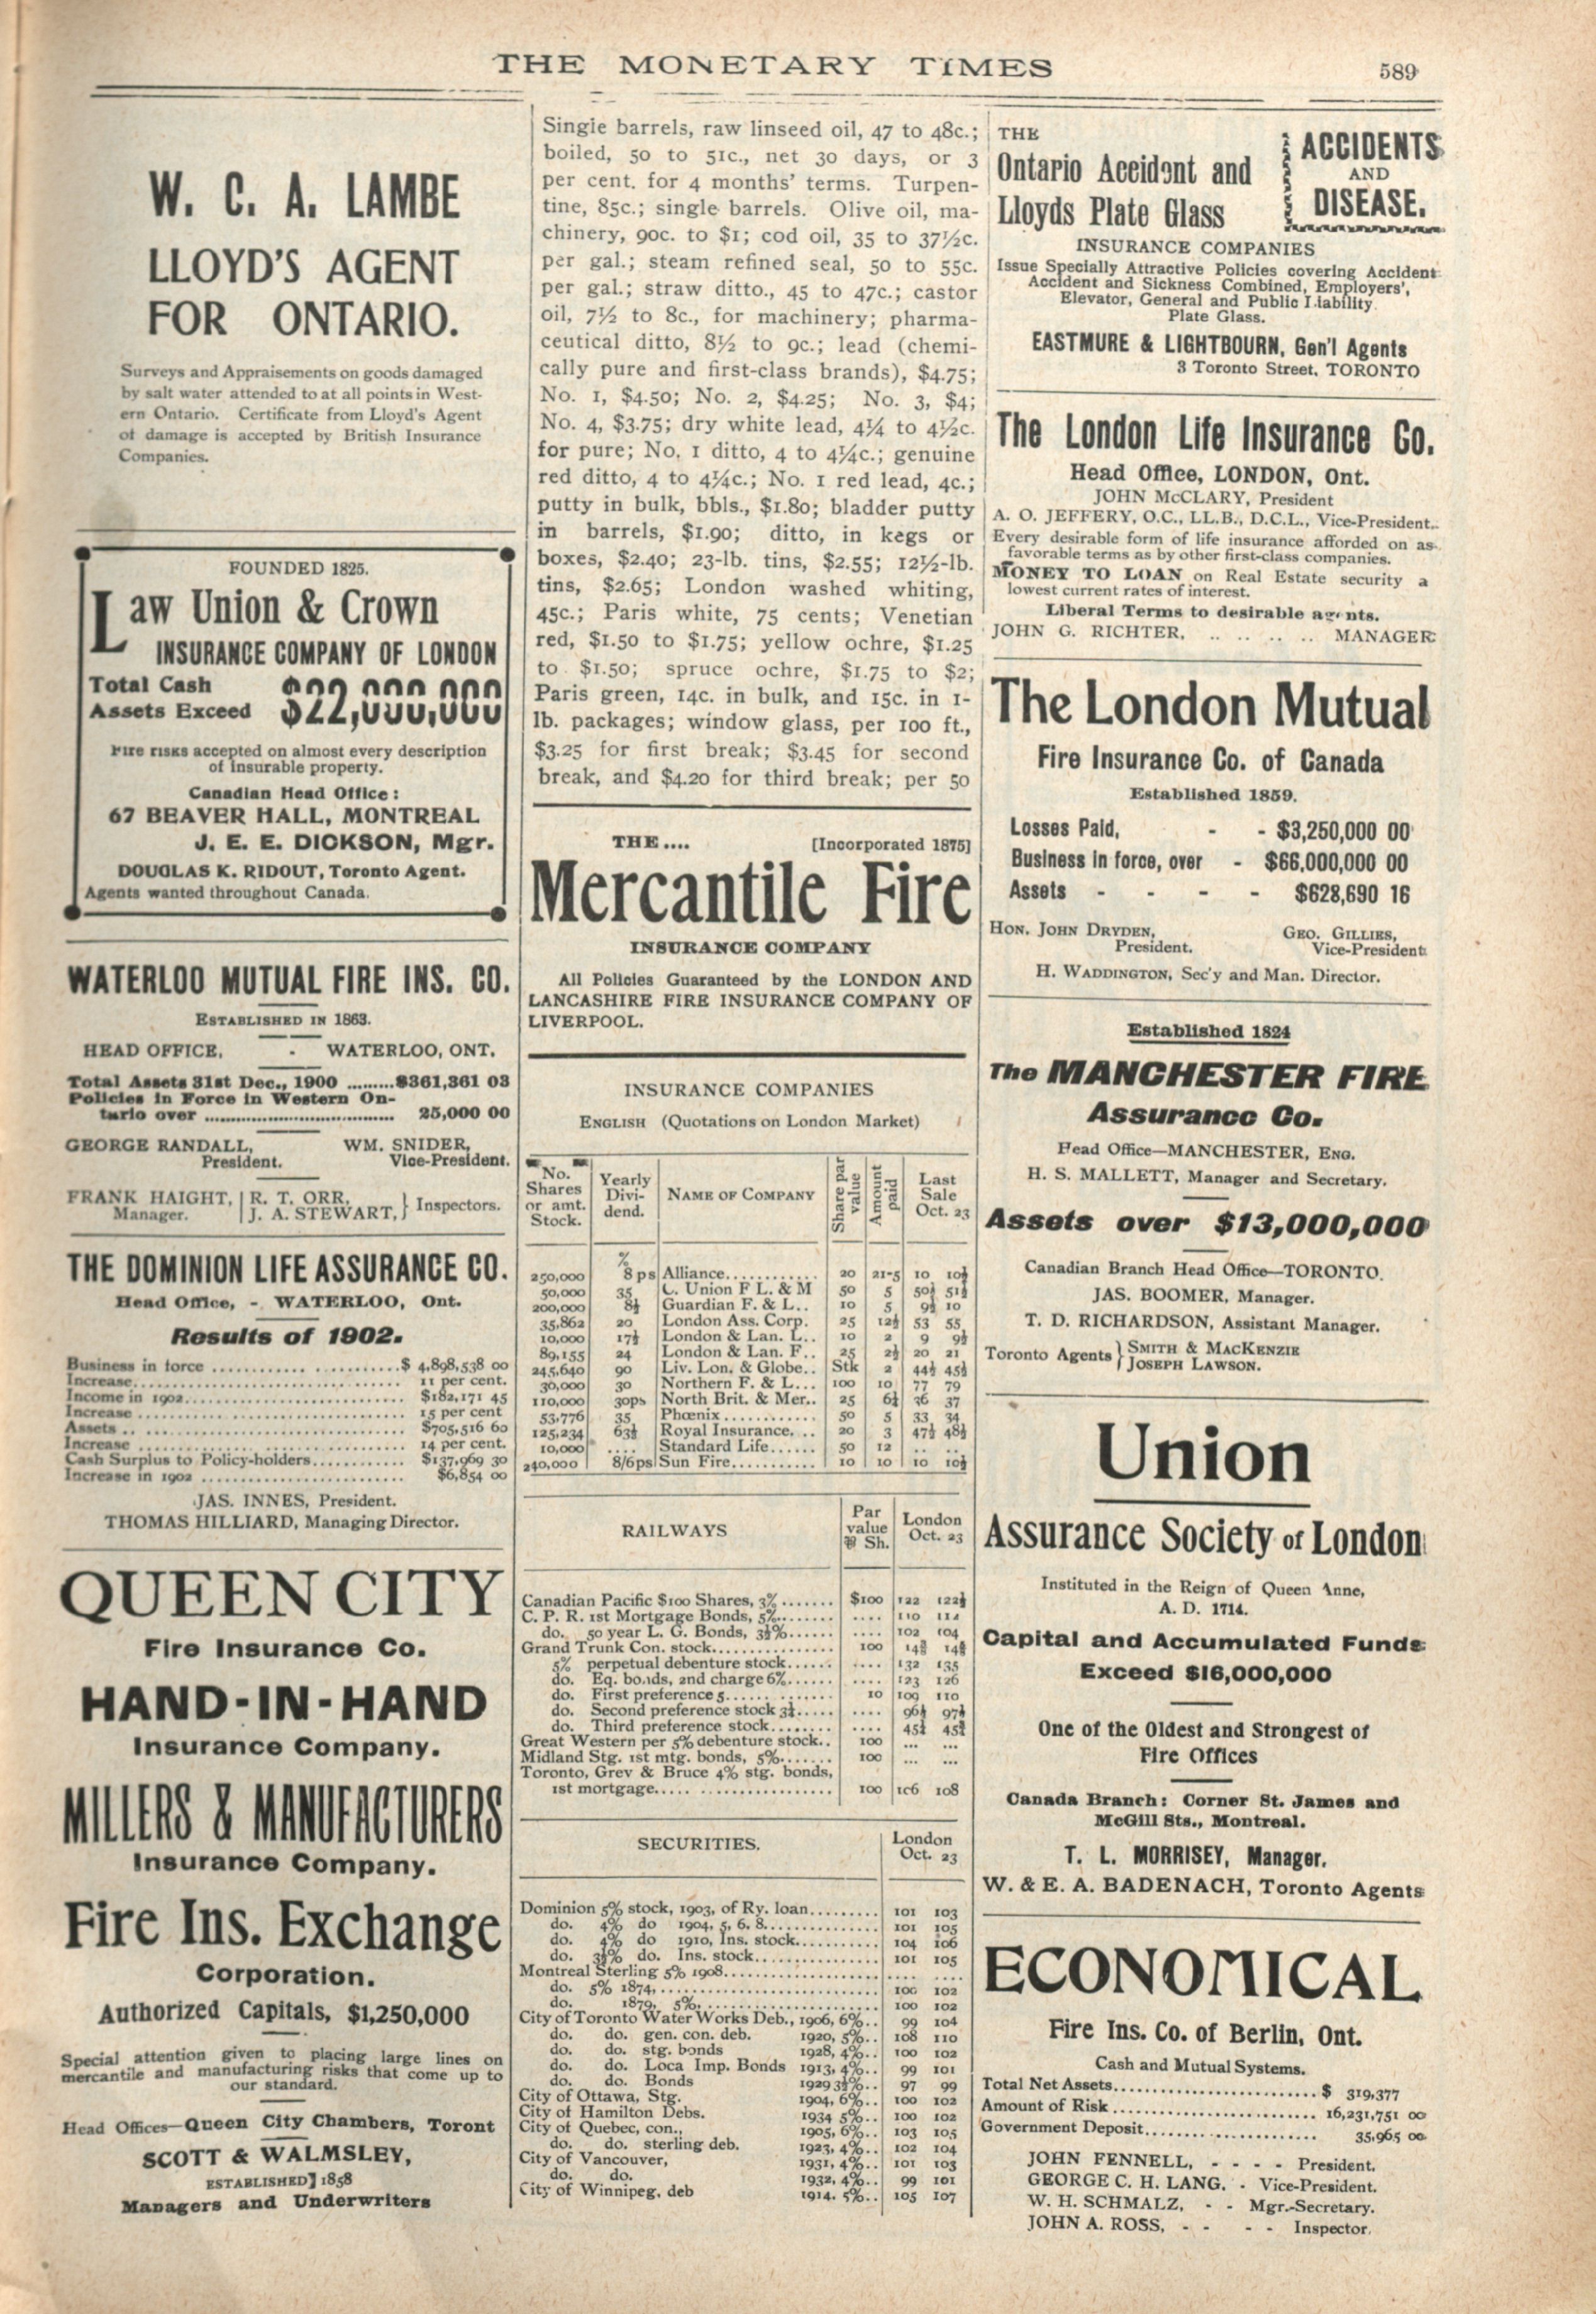 THE MONETARY TIMES 589
W. C. A. LAMBE
LLOYD'S AGENT
FOR ONTARIO.
Surveys and Appraisements on goods damaged
by salt water attended to at all points in West-
ern Ontario. Certificate from Lloyd's Agent
of damage is accepted by British Insurance
Companies.
FOUNDED 1825.
Law Union & Crown
INSURANCE COMPANY OF LONDON
Total Cash
Assets Exceed $22,000,000
Fire risks accepted on almost every description
of insurable property.
Canadian Head Office :
67 BEAVER HALL, MONTREAL
J. E. E. DICKSON, Mgr.
DOUGLAS K. RIDOUT, Toronto Agent.
Agents wanted throughout Canada.
WATERLOO MUTUAL FIRE INS. CO.
ESTABLISHED IN 1863.
HEAD OFFICE, - WATERLOO, ONT.
Total Assets 31st Dec., 1900 .........$361,361 03
Policies in Force in Western On-
tario over .............................. 25,000 00
GEORGE RANDALL, WM. SNIDER,
President. Vice-President.
FRANK HAIGHT, R. T. ORR,
Manager. J. A. STEWART, } Inspectors.
THE DOMINION LIFE ASSURANCE CO.
Head Office, - WATERLOO, Ont.
Results of 1902.
Business in force ....................$ 4,898,538 00
Increase.............................. 11 per cent.
Income in 1902........................ $182,171 45
Increase .............................. 15 per cent
Assets .. .............................. $705,516 60
Increase .............................. 14 per cent.
Cash Surplus to Policy-holders............ $137,969 30
Increase in 1902 ........................ $6,854 00
JAS. INNES, President.
THOMAS HILLIARD, Managing Director.
QUEEN CITY
Fire Insurance Co.
HAND-IN-HAND
Insurance Company.
MILLERS & MANUFACTURERS
Insurance Company.
Fire Ins. Exchange
Corporation.
Authorized Capitals, $1,250,000
Special attention given to placing large lines on
mercantile and manufacturing risks that come up to
our standard.
Head Offices—Queen City Chambers, Toront
SCOTT & WALMSLEY,
ESTABLISHED] 1858
Managers and Underwriters
Single barrels, raw linseed oil, 47 to 48c.;
boiled, 50 to 51c., net 30 days, or 3
per cent. for 4 months' terms. Turpen-
tine, 85c.; single barrels. Olive oil, ma-
chinery, 90c. to $1; cod oil, 35 to 37½c.
per gal.; steam refined seal, 50 to 55c.
per gal.; straw ditto., 45 to 47c.; castor
oil, 7½ to 8c., for machinery; pharma-
ceutical ditto, 8½ to 9c.; lead (chemi-
cally pure and first-class brands), $4.75;
No. 1, $4.50; No. 2, $4.25; No. 3, $4;
No. 4, $3.75; dry white lead, 4¼ to 4½c.
for pure; No. 1 ditto, 4 to 4¼c.; genuine
red ditto, 4 to 4¼c.; No. 1 red lead, 4c.;
putty in bulk, bbls., $1.80; bladder putty
in barrels, $1.90; ditto, in kegs or
boxes, $2.40; 23-lb. tins, $2.55; 12½-lb.
tins, $2.65; London washed whiting,
45c.; Paris white, 75 cents; Venetian
red, $1.50 to $1.75; yellow ochre, $1.25
to $1.50; spruce ochre, $1.75 to $2;
Paris green, 14c. in bulk, and 15c. in 1-
lb. packages; window glass, per 100 ft.,
$3.25 for first break; $3.45 for second
break, and $4.20 for third break; per 50
THE .... [Incorporated 1875]
Mercantile Fire
INSURANCE COMPANY
All Policies Guaranteed by the LONDON AND
LANCASHIRE FIRE INSURANCE COMPANY OF
LIVERPOOL.
INSURANCE COMPANIES
ENGLISH (Quotations on London Market)
No. Shares or amt. Stock. Yearly Divi- dend. NAME OF COMPANY Share par value Amount paid Last Sale Oct. 23
%
250,000 8 ps Alliance............ 20 21-5 10 10½
50,000 35 C. Union F. L. & M 50 5 50½ 51½
200,000 8½ Guardian F. & L.. 10 5 9½ 10
35,862 20 London Ass. Corp. 25 12½ 53 55
10,000 17½ London & Lan. L.. 10 2 9 9½
89,155 24 London & Lan. F.. 25 2½ 20 21
245,640 90 Liv. Lon. & Globe.. Stk 2 44½ 45½
30,000 30 Northern F. & L... 100 10 77 79
110,000 30ps North Brit. & Mer.. 25 6¼ 36 37
53,776 35 Phœnix............ 50 5 33 34
125,234 63½ Royal Insurance. .. 20 3 47½ 48½
10,000 .... Standard Life...... 50 12 .. ..
240,000 8/6ps Sun Fire............ 10 10 10 10½
RAILWAYS Par value ⅌ Sh. London Oct. 23
Canadian Pacific $100 Shares, 3%....... $100 122 122½
C. P. R. 1st Mortgage Bonds, 5%........ .... 110
do. 50 year L. G. Bonds, 3½%...... .... 102 104
Grand Trunk Con. stock............... 100
5% perpetual debenture stock...... .... 132 135
do. Eq. bonds, 2nd charge 6%...... .... 123 126
do. First preference 5............. 10 109 110
do. Second preference stock 3¼..... .... 96½ 97½
do. Third preference stock........ ....
Great Western per 5% debenture stock.. 100 ... ...
Midland Stg. 1st mtg. bonds, 5%....... 100 ... ...
Toronto, Grey & Bruce 4% stg. bonds,
1st mortgage..................... 100 106 108
SECURITIES. London Oct. 23
Dominion 5% stock, 1903, of Ry. loan......... 101 103
do. 4% do 1904, 5, 6. 8............... 101 105
do. 4% do 1910, Ins. stock............ 104 106
do. 3½% do. Ins. stock............... 101 105
Montreal Sterling 5% 1908..................... .... ....
do. 5% 1874,.............................. 100 102
do. 1879, 5%,......................... 100 102
City of Toronto Water Works Deb., 1906, 6%.. 99 104
do. do. gen. con. deb. 1920, 5%.. 108 110
do. do. stg. bonds 1928, 4%.. 100 102
do. do. Loca Imp. Bonds 1913, 4%.. 99 101
do. do. Bonds 1929 3½%.. 97 99
City of Ottawa, Stg. 1904, 6%.. 100 102
City of Hamilton Debs. 1934 5%.. 100 102
City of Quebec, con., 1905, 6%.. 103 105
do. do. sterling deb. 1923, 4%.. 102 104
City of Vancouver, 1931, 4%.. 101 103
do. do. 1932, 4%.. 99 101
City of Winnipeg, deb 1914. 5%.. 105 107
THE
Ontario Accident and
Lloyds Plate Glass
ACCIDENTS
AND
DISEASE.
INSURANCE COMPANIES
Issue Specially Attractive Policies covering Accident
Accident and Sickness Combined, Employers',
Elevator, General and Public Liability
Plate Glass.
EASTMURE & LIGHTBOURN, Gen'l Agents
3 Toronto Street, TORONTO
The London Life Insurance Co.
Head Office, LONDON, Ont.
JOHN McCLARY, President
A. O. JEFFERY, O.C., LL.B., D.C.L., Vice-President..
Every desirable form of life insurance afforded on as
favorable terms as by other first-class companies.
MONEY TO LOAN on Real Estate security a
lowest current rates of interest.
Liberal Terms to desirable agents.
JOHN G. RICHTER, .. .. .. .. MANAGER
The London Mutual
Fire Insurance Co. of Canada
Established 1859.
Losses Paid, - - $3,250,000 00
Business in force, over - $66,000,000 00
Assets - - - - $628,690 16
HON. JOHN DRYDEN, GEO. GILLIES,
President. Vice-President
H. WADDINGTON, Sec'y and Man. Director.
Established 1824
The MANCHESTER FIRE
Assurance Co.
Head Office—MANCHESTER, ENG.
H. S. MALLETT, Manager and Secretary.
Assets over $13,000,000
Canadian Branch Head Office—TORONTO.
JAS. BOOMER, Manager.
T. D. RICHARDSON, Assistant Manager.
Toronto Agents { SMITH & MACKENZIE
JOSEPH LAWSON.
Union
Assurance Society of London
Instituted in the Reign of Queen Anne,
A. D. 1714.
Capital and Accumulated Funds
Exceed $16,000,000
One of the Oldest and Strongest of
Fire Offices
Canada Branch: Corner St. James and
McGill Sts., Montreal.
T. L. MORRISEY, Manager.
W. & E. A. BADENACH, Toronto Agents
ECONOMICAL
Fire Ins. Co. of Berlin, Ont.
Cash and Mutual Systems.
Total Net Assets.............................$ 319,377
Amount of Risk ............................. 16,231,751 00
Government Deposit........................ 35,965 00
JOHN FENNELL, - - - - President.
GEORGE C. H. LANG, - Vice-President.
W. H. SCHMALZ, - - Mgr.-Secretary.
JOHN A. ROSS, - - - - Inspector.